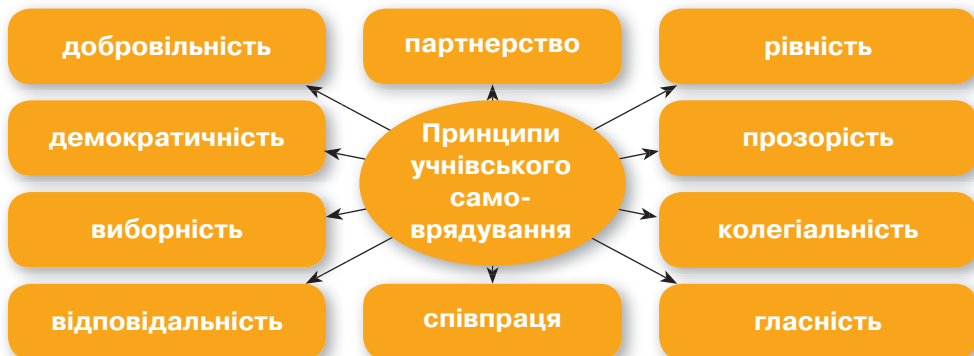 добровільність
партнерство
рівність
демократичність
Принципи
учнівського
само-
врядування
прозорість
виборність
колегіальність
відповідальність
співпраця
гласність